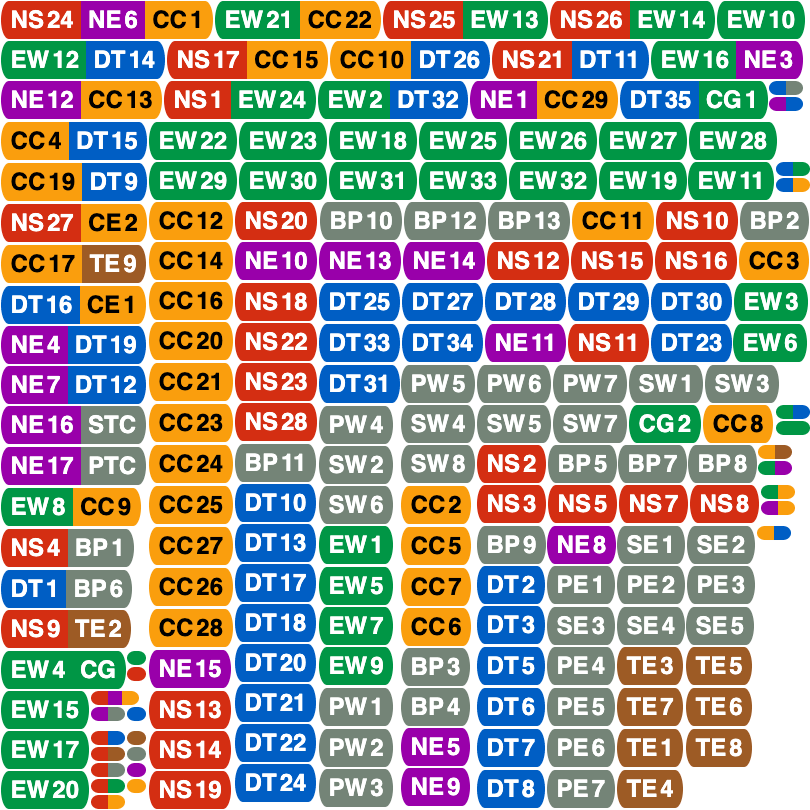 NS24 NE6 CC1 EW21 CC22 NS25 EW13 NS26 EW14 EW10
EW12 DT14 NS17 CC15 CC10 DT26 NS21 DT11 EW16 NE3
NE12 CC13 NS1 EW24 EW2 DT32 NE1 CC29 DT35 CG1
CC4 DT15 EW22 EW23 EW18 EW25 EW26 EW27 EW28
CC19 DT9 EW29 EW30 EW31 EW33 EW32 EW19 EW11
NS27 CE2 CC12 NS20 BP10 BP12 BP13 CC11 NS10 BP2
CC17 TE9 CC14 NE10 NE13 NE14 NS12 NS15 NS16 CC3
DT16 CE1 CC16 NS18 DT25 DT27 DT28 DT29 DT30 EW3
NE4 DT19 CC20 NS22 DT33 DT34 NE11 NS11 DT23 EW6
NE7 DT12 CC21 NS23 DT31 PW5 PW6 PW7 SW1 SW3
NE16 STC CC23 NS28 PW4 SW4 SW5 SW7 CG2 CC8
NE17 PTC CC24 BP11 SW2 SW8 NS2 BP5 BP7 BP8
EW8 CC9 CC25 DT10 SW6 CC2 NS3 NS5 NS7 NS8
NS4 BP1 CC27 DT13 EW1 CC5 BP9 NE8 SE1 SE2
DT1 BP6 CC26 DT17 EW5 CC7 DT2 PE1 PE2 PE3
NS9 TE2 CC28 DT18 EW7 CC6 DT3 SE3 SE4 SE5
EW4 CG NE15 DT20 EW9 BP3 DT5 PE4 TE3 TE5
EW15 NS13 DT21 PW1 BP4 DT6 PE5 TE7 TE6
EW17 NS14 DT22 PW2 NE5 DT7 PE6 TE1 TE8
EW20 NS19 DT24 PW3 NE9 DT8 PE7 TE4